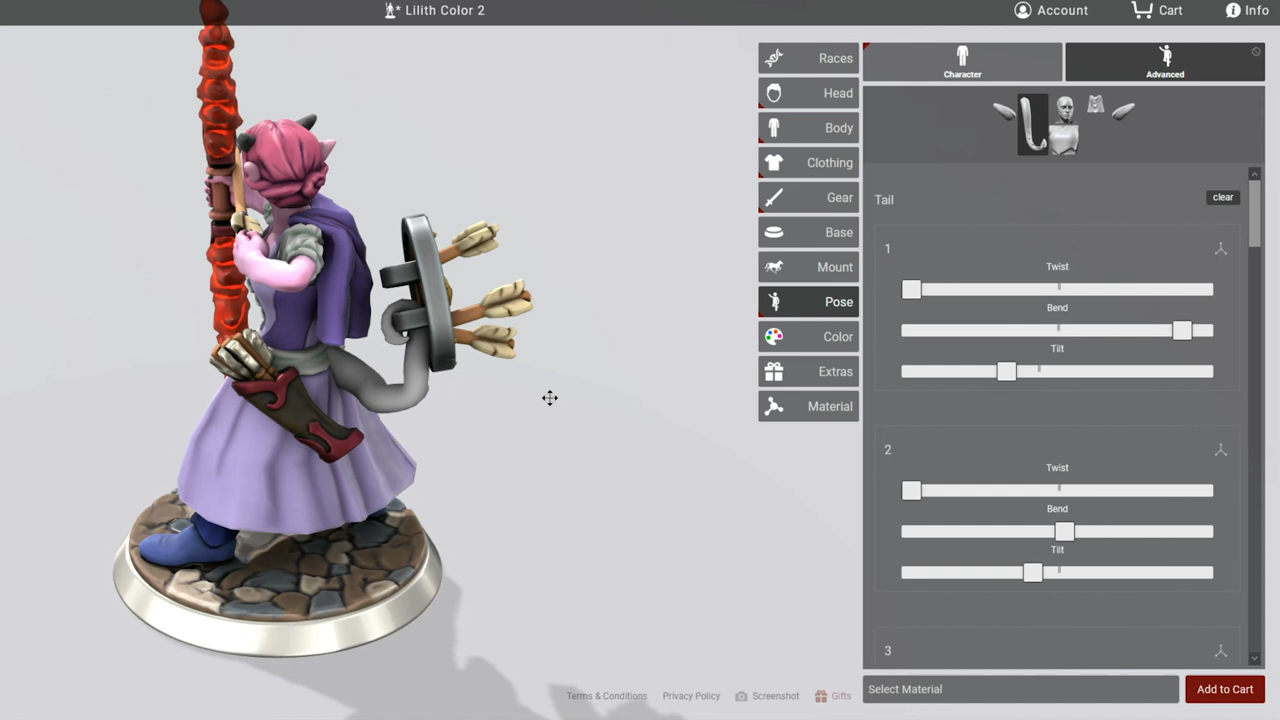 * Lilith Color 2
Account
Cart
Info
Races
Head
Body
Clothing
Gear
Base
Mount
Pose
Color
Extras
Material
Character
Advanced
Tail
clear
1
Twist
Bend
Tilt
2
Twist
Bend
Tilt
3
Terms & Conditions
Privacy Policy
Screenshot
Gifts
Select Material
Add to Cart